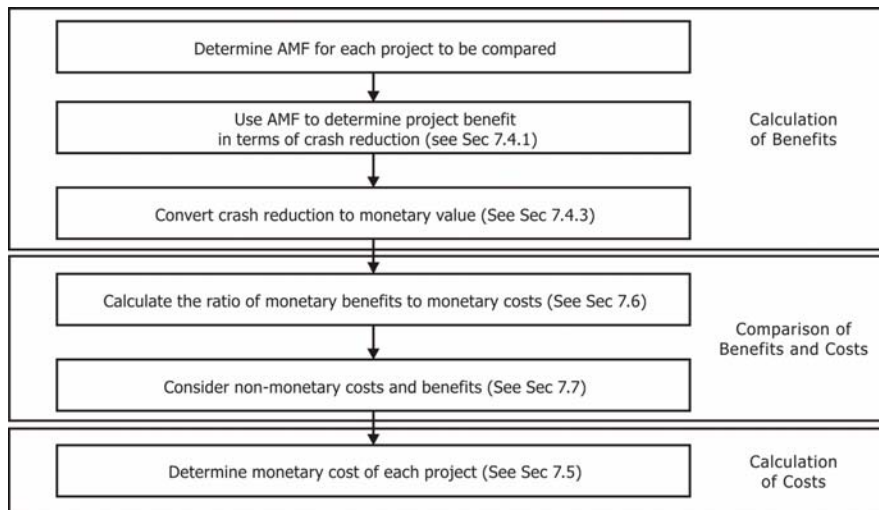 Determine AMF for each project to be compared
Use AMF to determine project benefit
in terms of crash reduction (see Sec 7.4.1)
Convert crash reduction to monetary value (See Sec 7.4.3)
Calculation
of Benefits
Calculate the ratio of monetary benefits to monetary costs (See Sec 7.6)
Consider non-monetary costs and benefits (See Sec 7.7)
Comparison of
Benefits and Costs
Determine monetary cost of each project (See Sec 7.5)
Calculation
of Costs